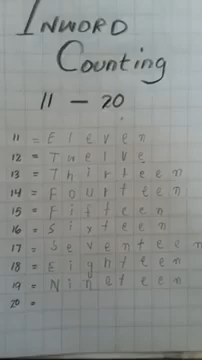 INWORD
Counting
11 - 20
11 = Eleven
12 = Twelve
13 = Thirteen
14 = Fourteen
15 = Fifteen
16 = Sixteen
17 = Seventeen
18 = Eighteen
19 = Nineteen
20 =